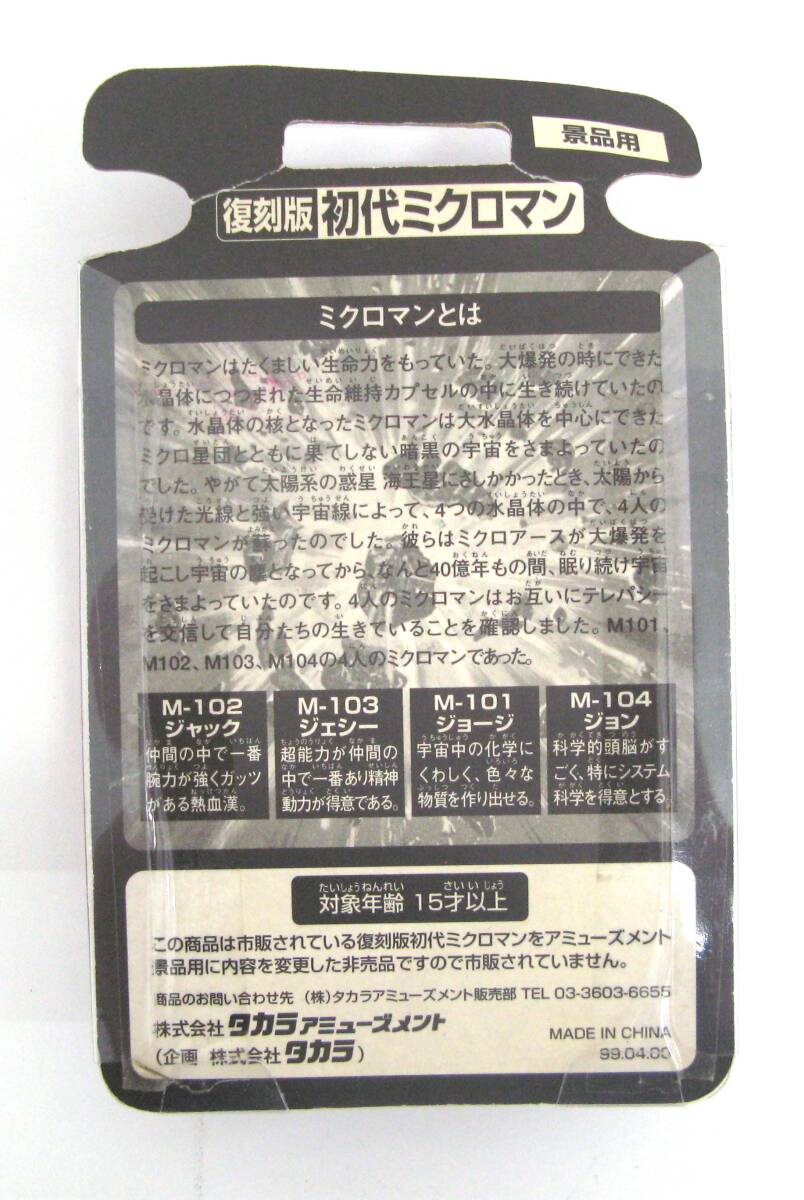 景品用
復刻版 初代ミクロマン
ミクロマンとは
ミクロマンはたくましい生命力をもっていた。大爆発の時にできた
水晶体につつまれた生命維持カプセルの中に生き続けていたの
です。水晶体の核となったミクロマンは大水晶体を中心にできた
ミクロ星団とともに果てしない暗黒の宇宙をさまよっていたの
でした。やがて太陽系の惑星 海王星にさしかかったとき、太陽から
受けた光線と強い宇宙線によって、4つの水晶体の中で、4人の
ミクロマンが蘇ったのでした。彼らはミクロアースが大爆発を
起こし宇宙の塵となってから、なんと40億年もの間、眠り続け宇宙
をさまよっていたのです。4人のミクロマンはお互いにテレパシー
を交信して自分たちの生きていることを確認しました。M101、
M102、M103、M104の4人のミクロマンであった。
M-102
ジャック
仲間の中で一番
腕力が強くガッツ
がある熱血漢。
M-103
ジェシー
超能力が仲間の
中で一番あり精神
動力が得意である。
M-101
ジョージ
宇宙中の化学に
くわしく、色々な
物質を作り出せる。
M-104
ジョン
科学的頭脳がす
ごく、特にシステム
科学を得意とする。
対象年齢 15才以上
この商品は市販されている復刻版初代ミクロマンをアミューズメント
景品用に内容を変更した非売品ですので市販されていません。
商品のお問い合わせ先 (株)タカラアミューズメント販売部 TEL 03-3603-6655
株式会社 タカラアミューズメント
(企画 株式会社 タカラ)
MADE IN CHINA
99.04.00